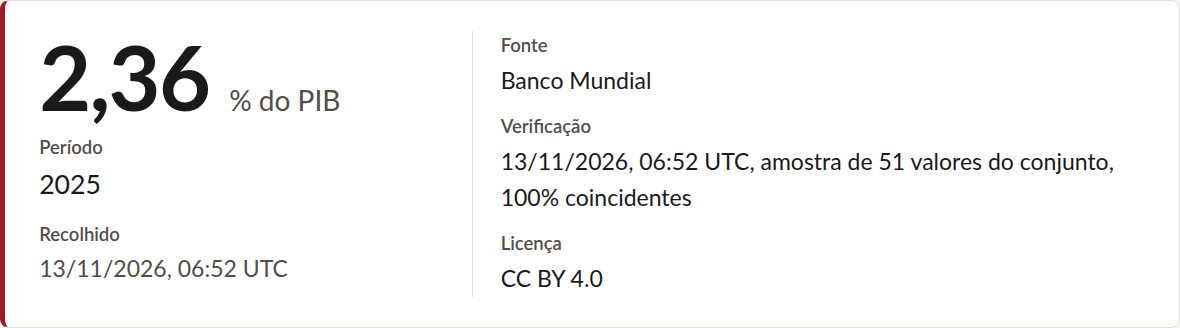 2,36 % do PIB
Período
2025
Recolhido
13/11/2026, 06:52 UTC
Fonte
Banco Mundial
Verificação
13/11/2026, 06:52 UTC, amostra de 51 valores do conjunto,
100% coincidentes
Licença
CC BY 4.0